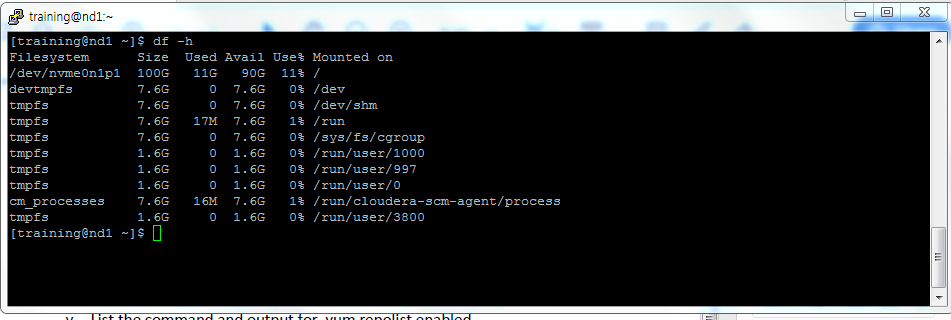 training@nd1:~
[training@nd1 ~]$ df -h
Filesystem      Size  Used Avail Use% Mounted on
/dev/nvme0n1p1  100G   11G   90G  11% /
devtmpfs        7.6G     0  7.6G   0% /dev
tmpfs           7.6G     0  7.6G   0% /dev/shm
tmpfs           7.6G   17M  7.6G   1% /run
tmpfs           7.6G     0  7.6G   0% /sys/fs/cgroup
tmpfs           1.6G     0  1.6G   0% /run/user/1000
tmpfs           1.6G     0  1.6G   0% /run/user/997
tmpfs           1.6G     0  1.6G   0% /run/user/0
cm_processes    7.6G   16M  7.6G   1% /run/cloudera-scm-agent/process
tmpfs           1.6G     0  1.6G   0% /run/user/3800
[training@nd1 ~]$
List the command and output for yum repolist enabled